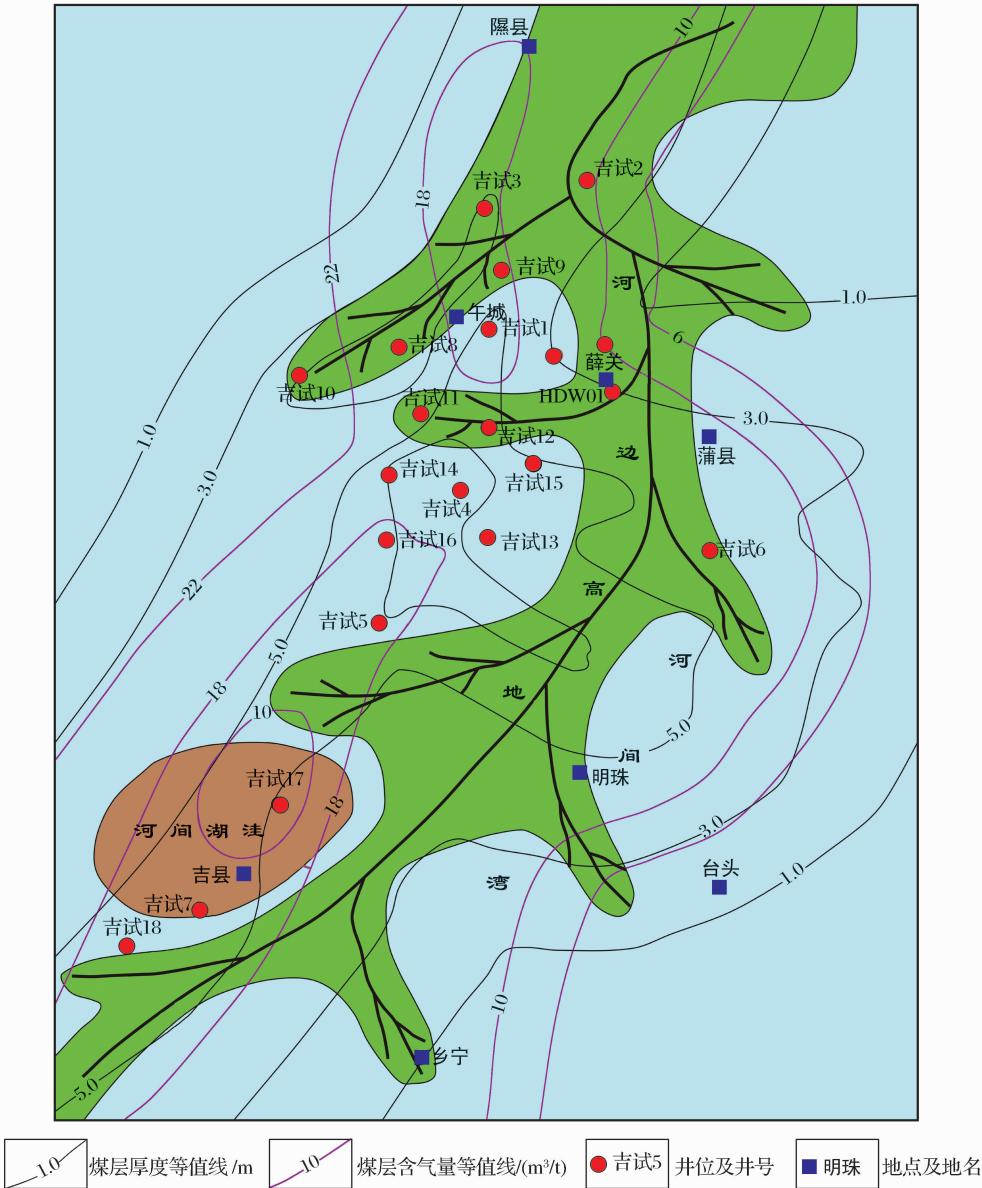 隰县
10
吉试2
吉试3
18
22
吉试9
河
1.0
午城
吉试1
吉试8
6
薛关
吉试10
吉试11
HDW01
3.0
1.0
吉试12
边
蒲县
吉试14
吉试15
3.0
吉试4
吉试16
吉试13
吉试6
22
高
吉试5
5.0
河
18
地
10
5.0
间
明珠
吉试17
18
河间湖洼
3.0
吉县
台头
1.0
湾
吉试7
吉试18
10
乡宁
5.0
1.0 煤层厚度等值线/m
10 煤层含气量等值线/(m³/t)
吉试5 井位及井号
明珠 地点及地名